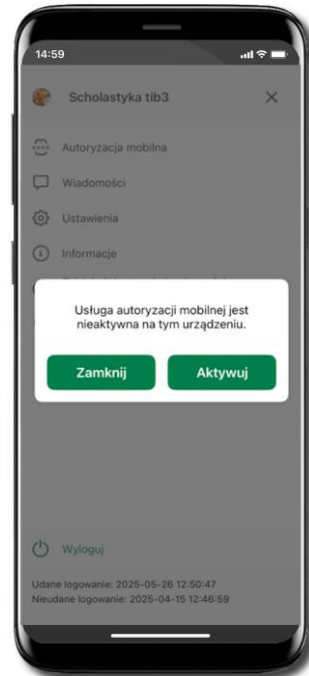 14:59
Scholastyka tib3
Autoryzacja mobilna
Wiadomości
Ustawienia
Informacje
Usługa autoryzacji mobilnej jest
nieaktywna na tym urządzeniu.
Zamknij
Aktywuj
Wyloguj
Udane logowanie: 2025-05-26 12:50:47
Nieudane logowanie: 2025-04-15 12:46:59